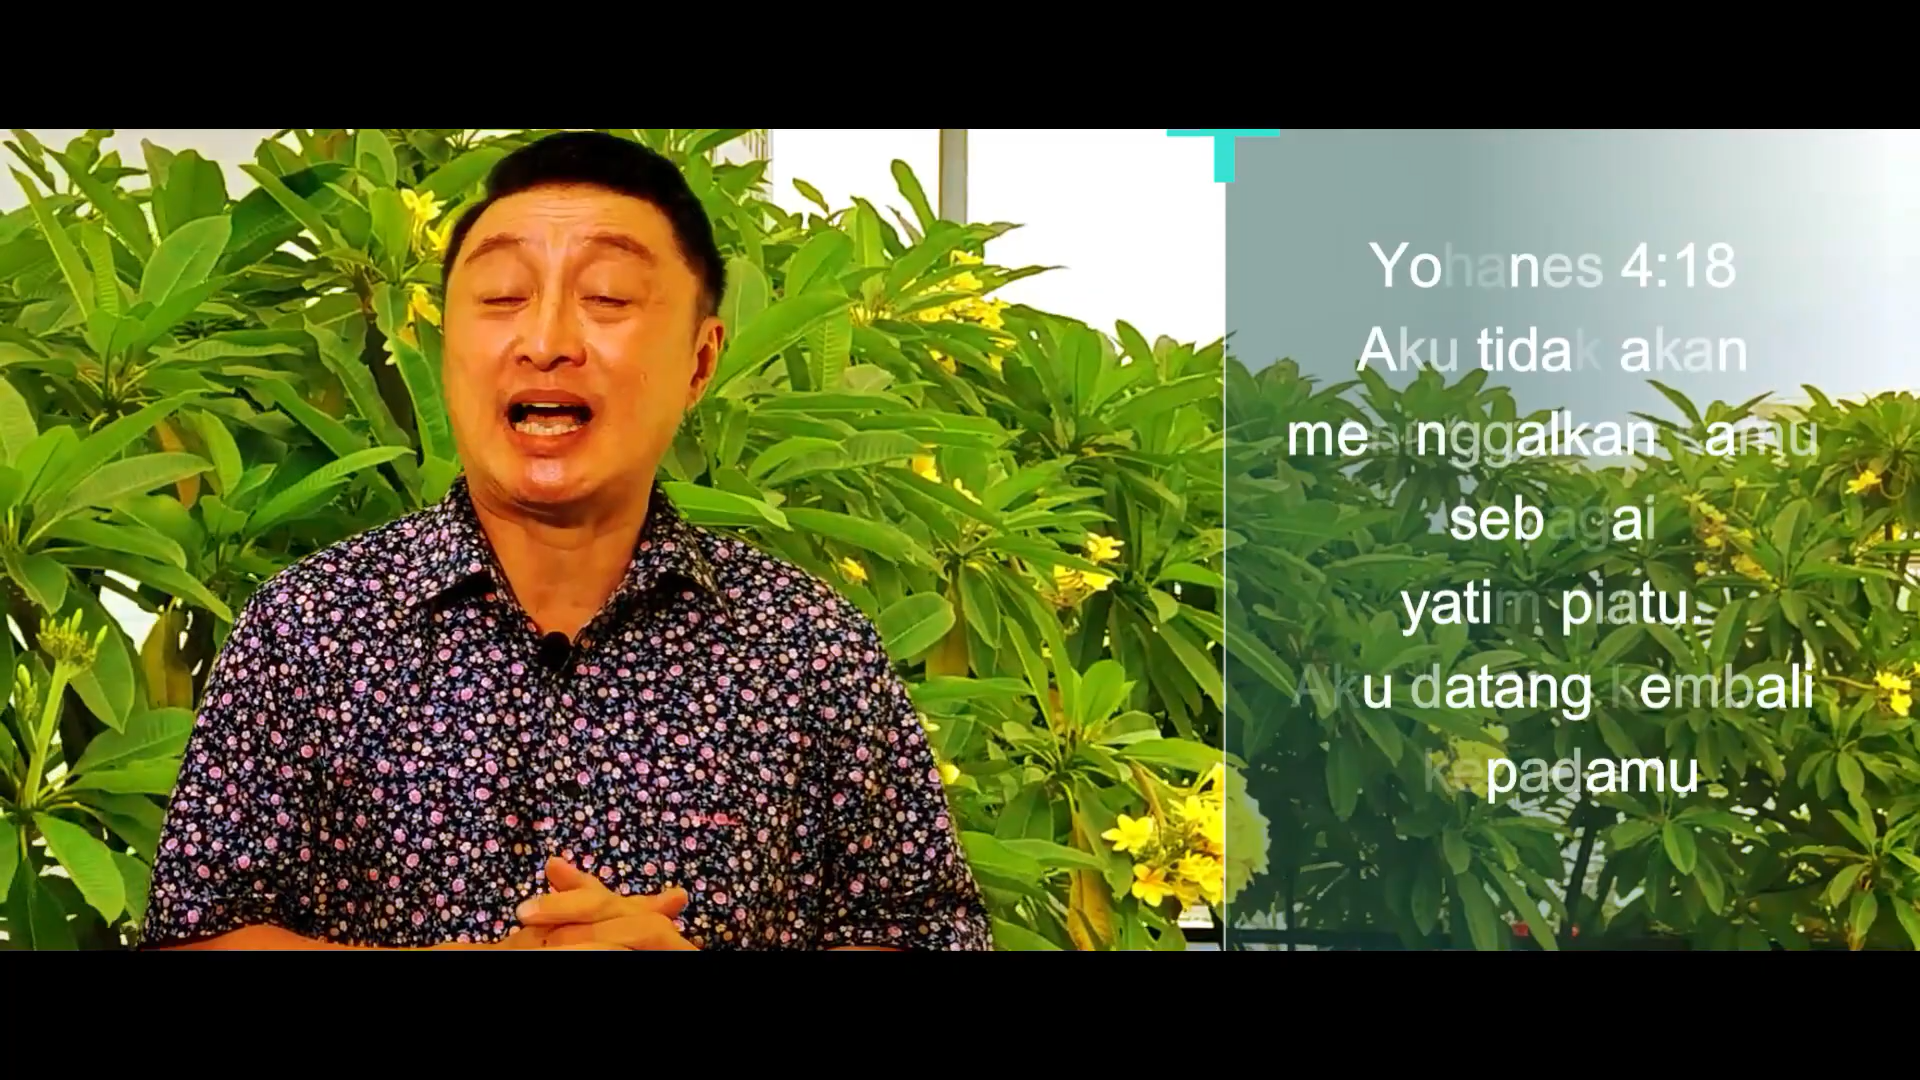 Yohanes 4:18
Aku tidak akan
meninggalkan kamu
sebagai
yatim piatu.
Aku datang kembali
kepadamu